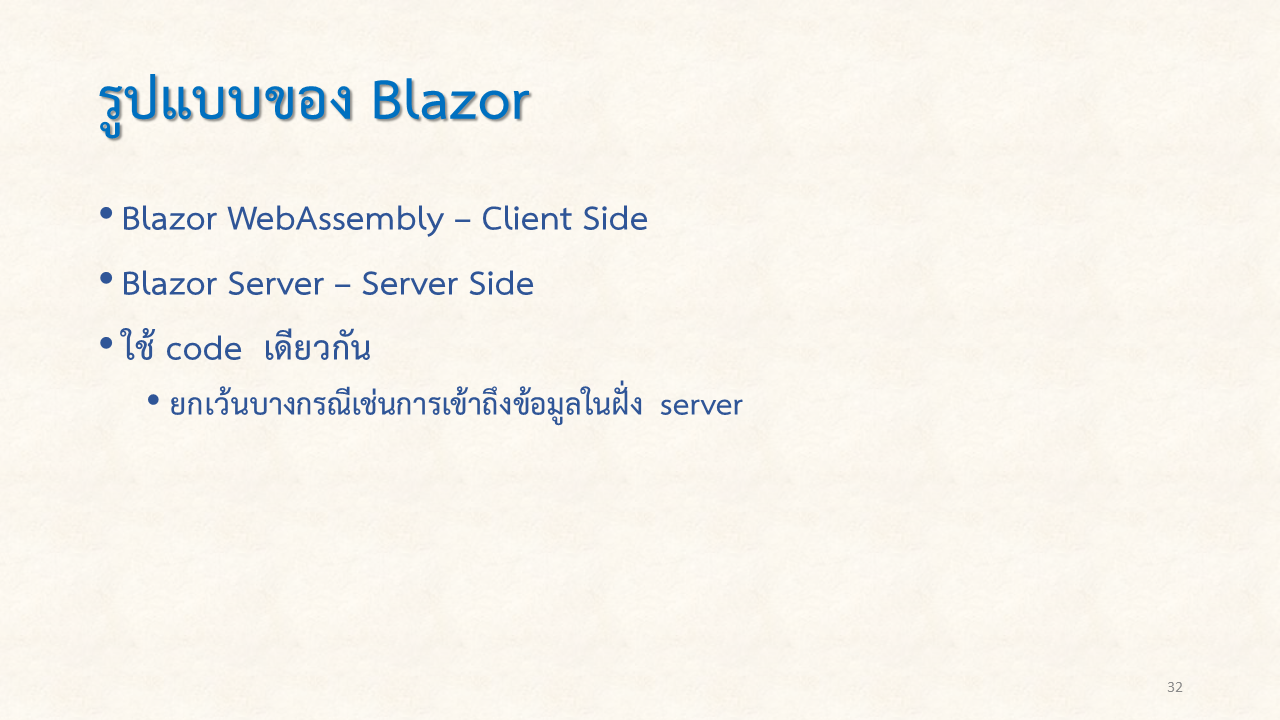 รูปแบบของ Blazor
• Blazor WebAssembly – Client Side
• Blazor Server – Server Side
• ใช้ code เดียวกัน
• ยกเว้นบางกรณีเช่นการเข้าถึงข้อมูลในฝั่ง server
32